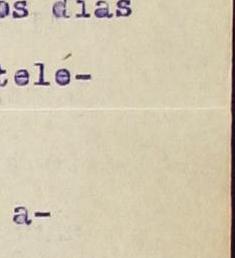 os días
telé-
a-